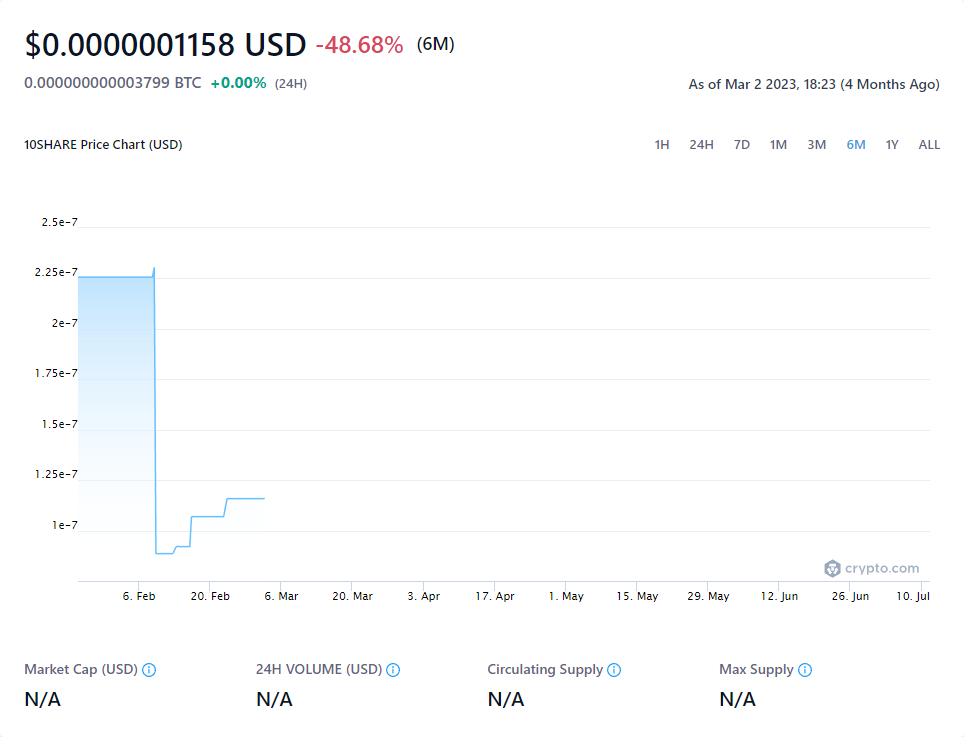 $0.0000001158 USD -48.68% (6M)
0.000000000003799 BTC +0.00% (24H)
As of Mar 2 2023, 18:23 (4 Months Ago)
10SHARE Price Chart (USD)
1H 24H 7D 1M 3M 6M 1Y ALL
2.5e-7
2.25e-7
2e-7
1.75e-7
1.5e-7
1.25e-7
1e-7
crypto.com
6. Feb 20. Feb 6. Mar 20. Mar 3. Apr 17. Apr 1. May 15. May 29. May 12. Jun 26. Jun 10. Jul
Market Cap (USD) 24H VOLUME (USD) Circulating Supply Max Supply
N/A N/A N/A N/A